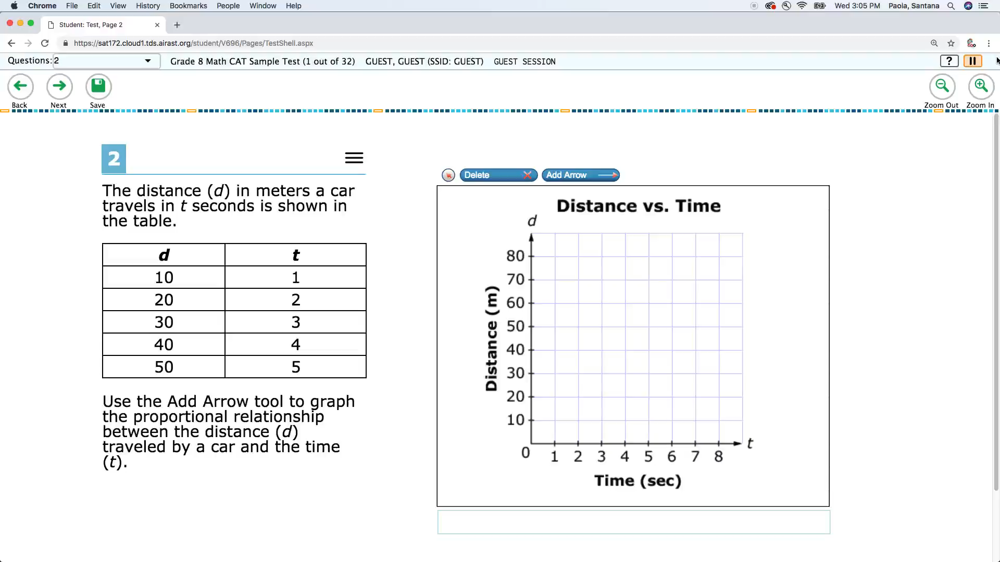 Chrome File Edit View History Bookmarks People Window Help Wed 3:05 PM Paola, Santana
Student: Test, Page 2
https://sat172.cloud1.tds.airast.org/student/V696/Pages/TestShell.aspx
Questions: 2 Grade 8 Math CAT Sample Test (1 out of 32) GUEST, GUEST (SSID: GUEST) GUEST SESSION ?
Back Next Save Zoom Out Zoom In
2
The distance (d) in meters a car
travels in t seconds is shown in
the table.
d t
10 1
20 2
30 3
40 4
50 5
Use the Add Arrow tool to graph
the proportional relationship
between the distance (d)
traveled by a car and the time
(t).
Delete Add Arrow
Distance vs. Time
d
80
70
60
50
40
30
20
10
Distance (m)
0 1 2 3 4 5 6 7 8 t
Time (sec)